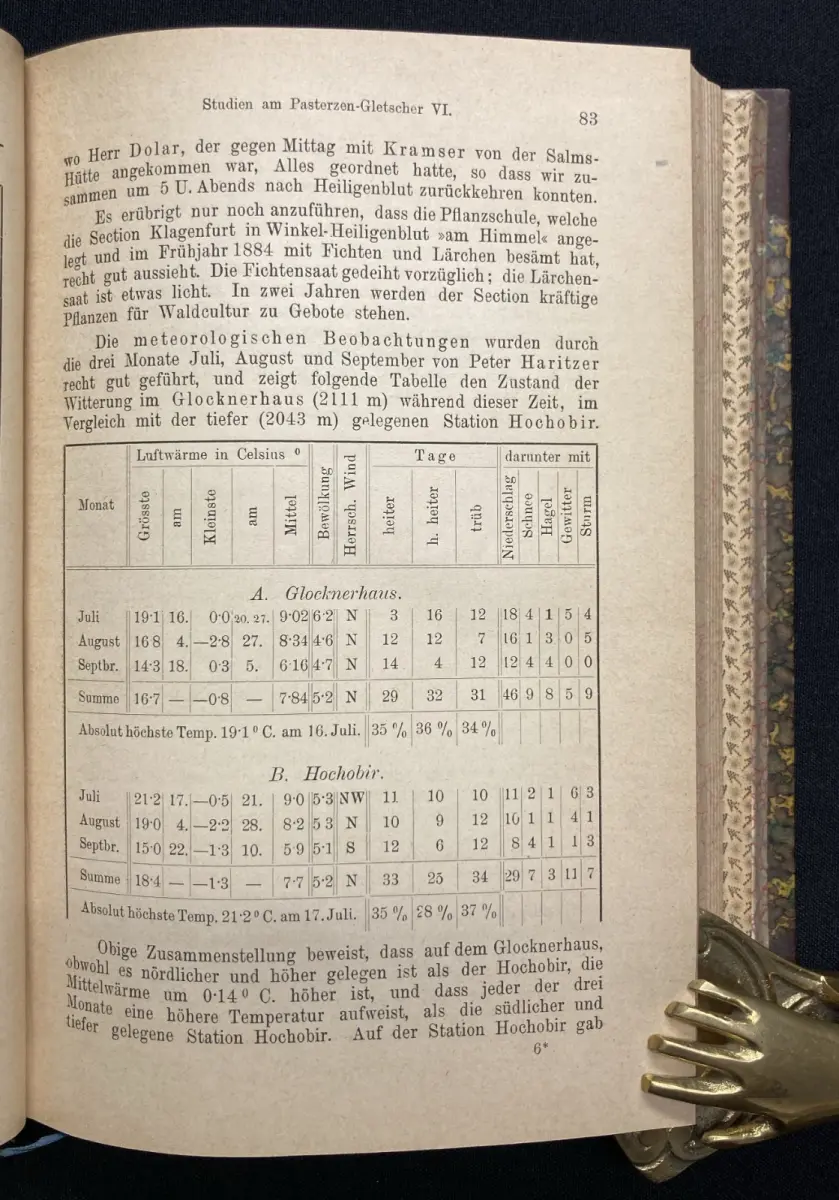 Studien am Pasterzen-Gletscher VI.
83
wo Herr Dolar, der gegen Mittag mit Kramser von der Salms-
Hütte angekommen war, Alles geordnet hatte, so dass wir zu-
sammen um 5 U. Abends nach Heiligenblut zurückkehren konnten.
Es erübrigt nur noch anzuführen, dass die Pflanzschule, welche
die Section Klagenfurt in Winkel-Heiligenblut »am Himmel« ange-
legt und im Frühjahr 1884 mit Fichten und Lärchen besämt hat,
recht gut aussieht. Die Fichtensaat gedeiht vorzüglich; die Lärchen-
saat ist etwas licht. In zwei Jahren werden der Section kräftige
Pflanzen für Waldcultur zu Gebote stehen.
Die meteorologischen Beobachtungen wurden durch
die drei Monate Juli, August und September von Peter Haritzer
recht gut geführt, und zeigt folgende Tabelle den Zustand der
Witterung im Glocknerhaus (2111 m) während dieser Zeit, im
Vergleich mit der tiefer (2043 m) gelegenen Station Hochobir.
Luftwärme in Celsius ° Tage darunter mit
Monat Grösste am Kleinste am Mittel Bewölkung Herrsch. Wind heiter h. heiter trüb Niederschlag Schnee Hagel Gewitter Sturm
A. Glocknerhaus.
Juli 19·1 16. 0·0 20. 27. 9·02 6·2 N 3 16 12 18 4 1 5 4
August 16 8 4. —2·8 27. 8·34 4·6 N 12 12 7 16 1 3 0 5
Septbr. 14·3 18. 0·3 5. 6 16 4·7 N 14 4 12 12 4 4 0 0
Summe 16·7 — —0·8 — 7·84 5·2 N 29 32 31 46 9 8 5 9
Absolut höchste Temp. 19·1 ° C. am 16. Juli. 35 % 36 % 34 %
B. Hochobir.
Juli 21·2 17. —0·5 21. 9·0 5·3 NW 11 10 10 11 2 1 6 3
August 19·0 4. —2·2 28. 8·2 5 3 N 10 9 12 10 1 1 4 1
Septbr. 15·0 22. —1·3 10. 5 9 5·1 S 12 6 12 8 4 1 1 3
Summe 18·4 — —1·3 — 7·7 5·2 N 33 25 34 29 7 3 11 7
Absolut höchste Temp. 21·2 ° C. am 17. Juli. 35 % 28 % 37 %
Obige Zusammenstellung beweist, dass auf dem Glocknerhaus,
obwohl es nördlicher und höher gelegen ist als der Hochobir, die
Mittelwärme um 0·14 ° C. höher ist, und dass jeder der drei
Monate eine höhere Temperatur aufweist, als die südlicher und
tiefer gelegene Station Hochobir. Auf der Station Hochobir gab
6*